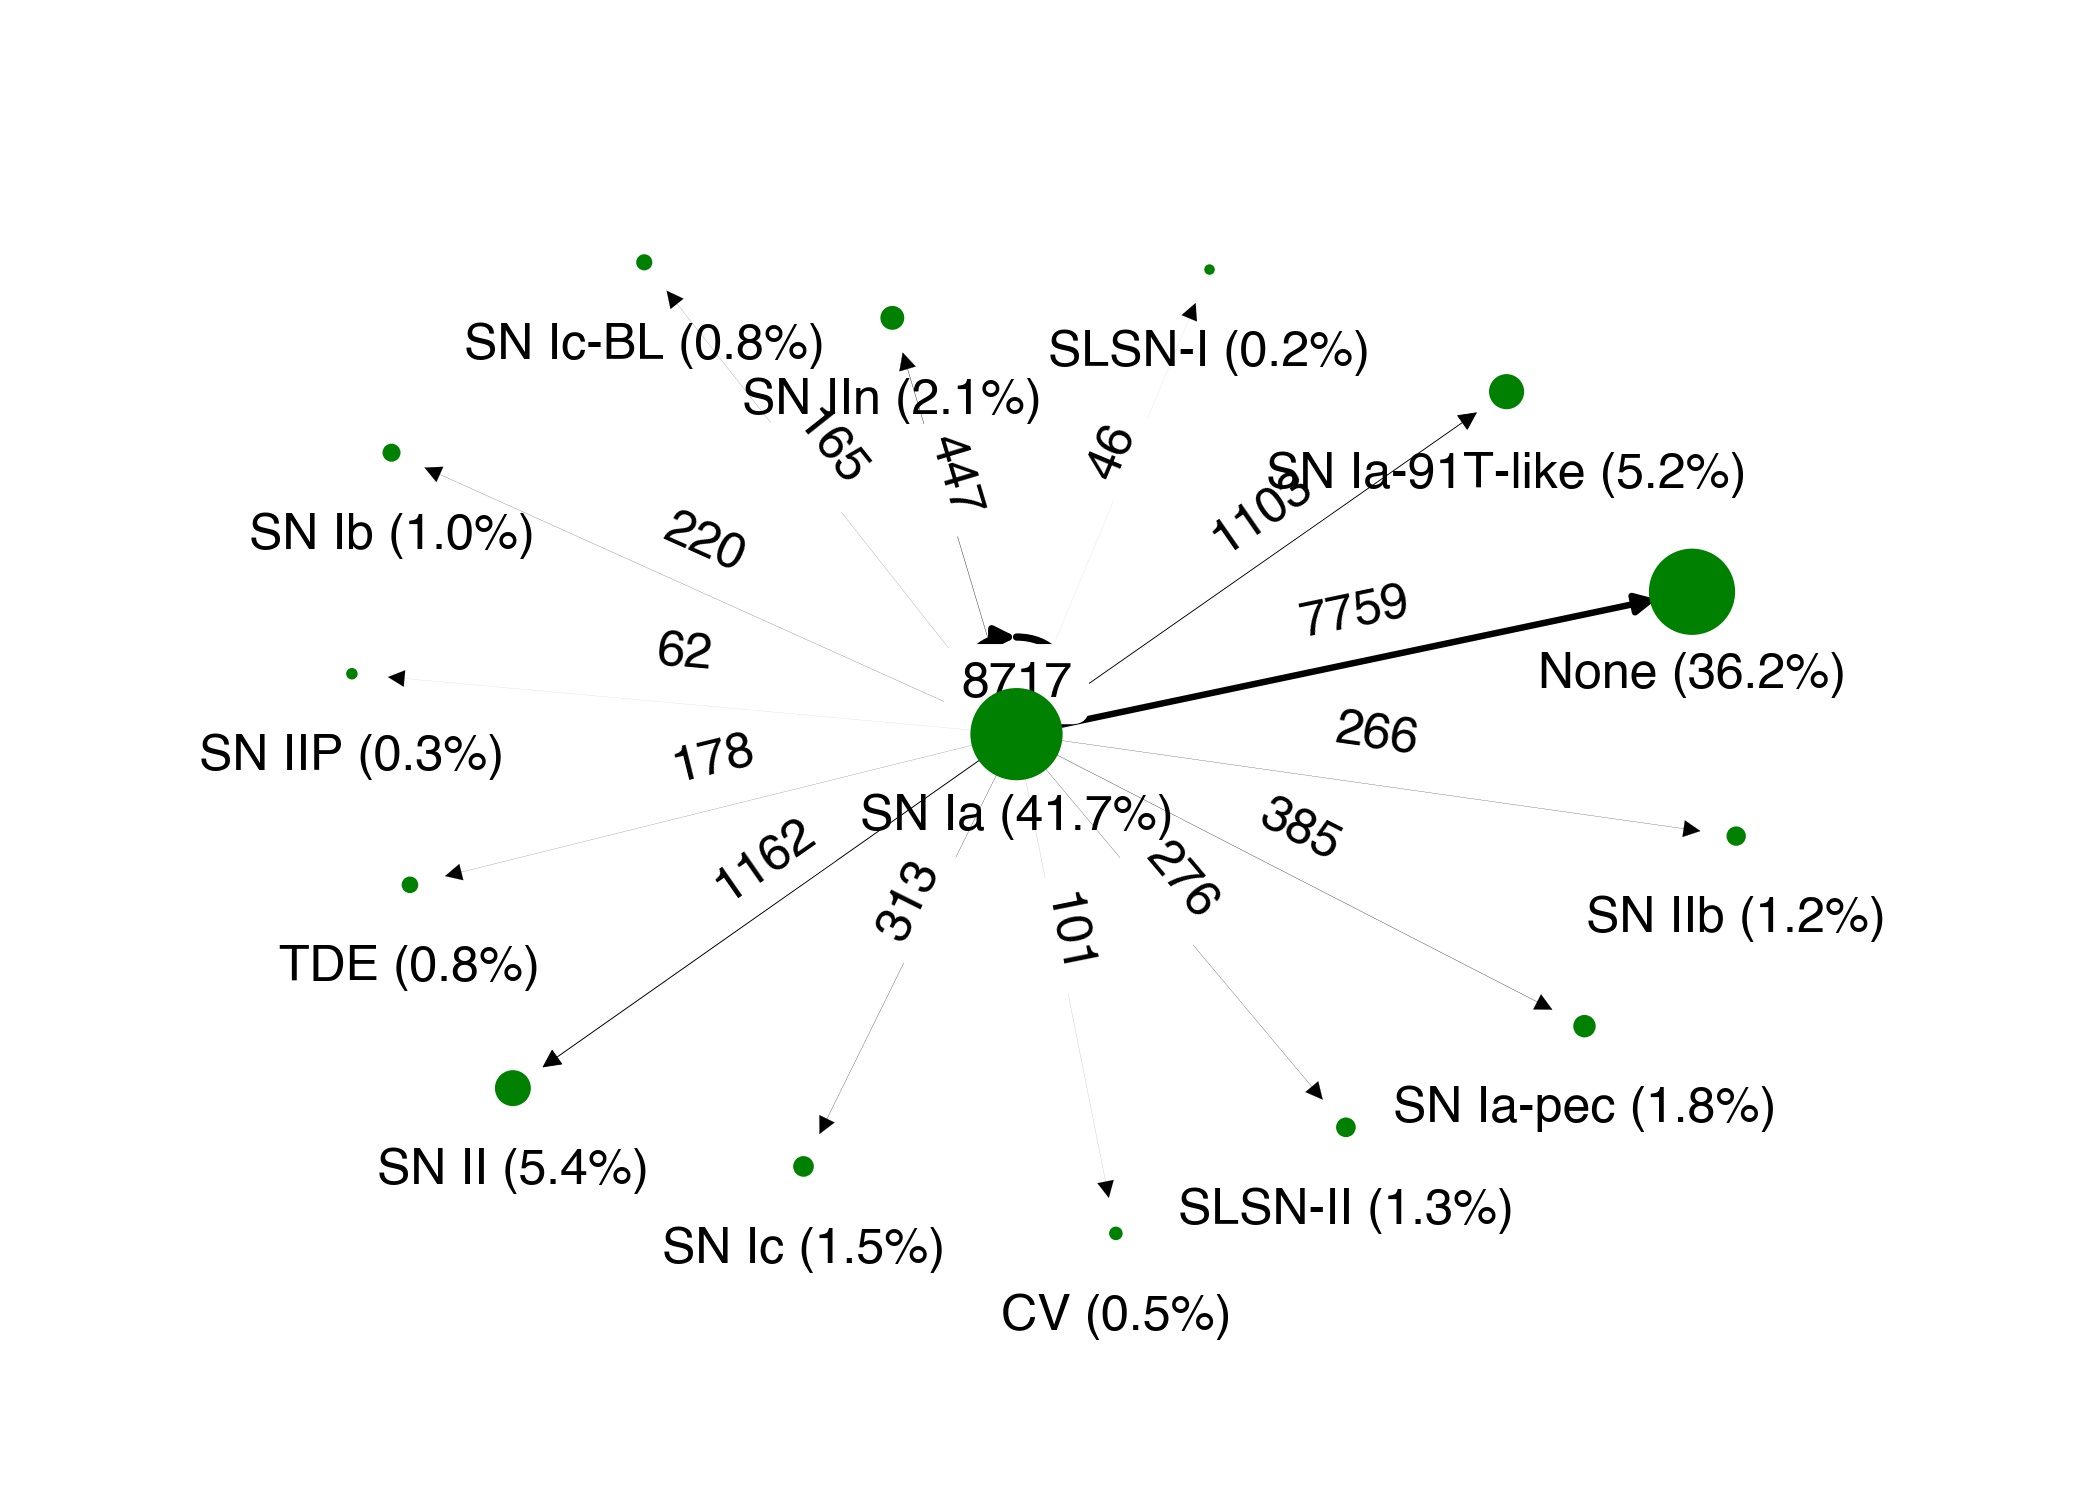 SN Ic-BL (0.8%)
SLSN-I (0.2%)
SN IIn (2.1%)
165
447
46
SN Ia-91T-like (5.2%)
1103
SN Ib (1.0%)
220
7759
62
None (36.2%)
8717
SN IIP (0.3%)
178
266
SN Ia (41.7%)
385
1162
313
276
101
SN IIb (1.2%)
TDE (0.8%)
SN Ia-pec (1.8%)
SN II (5.4%)
SLSN-II (1.3%)
SN Ic (1.5%)
CV (0.5%)